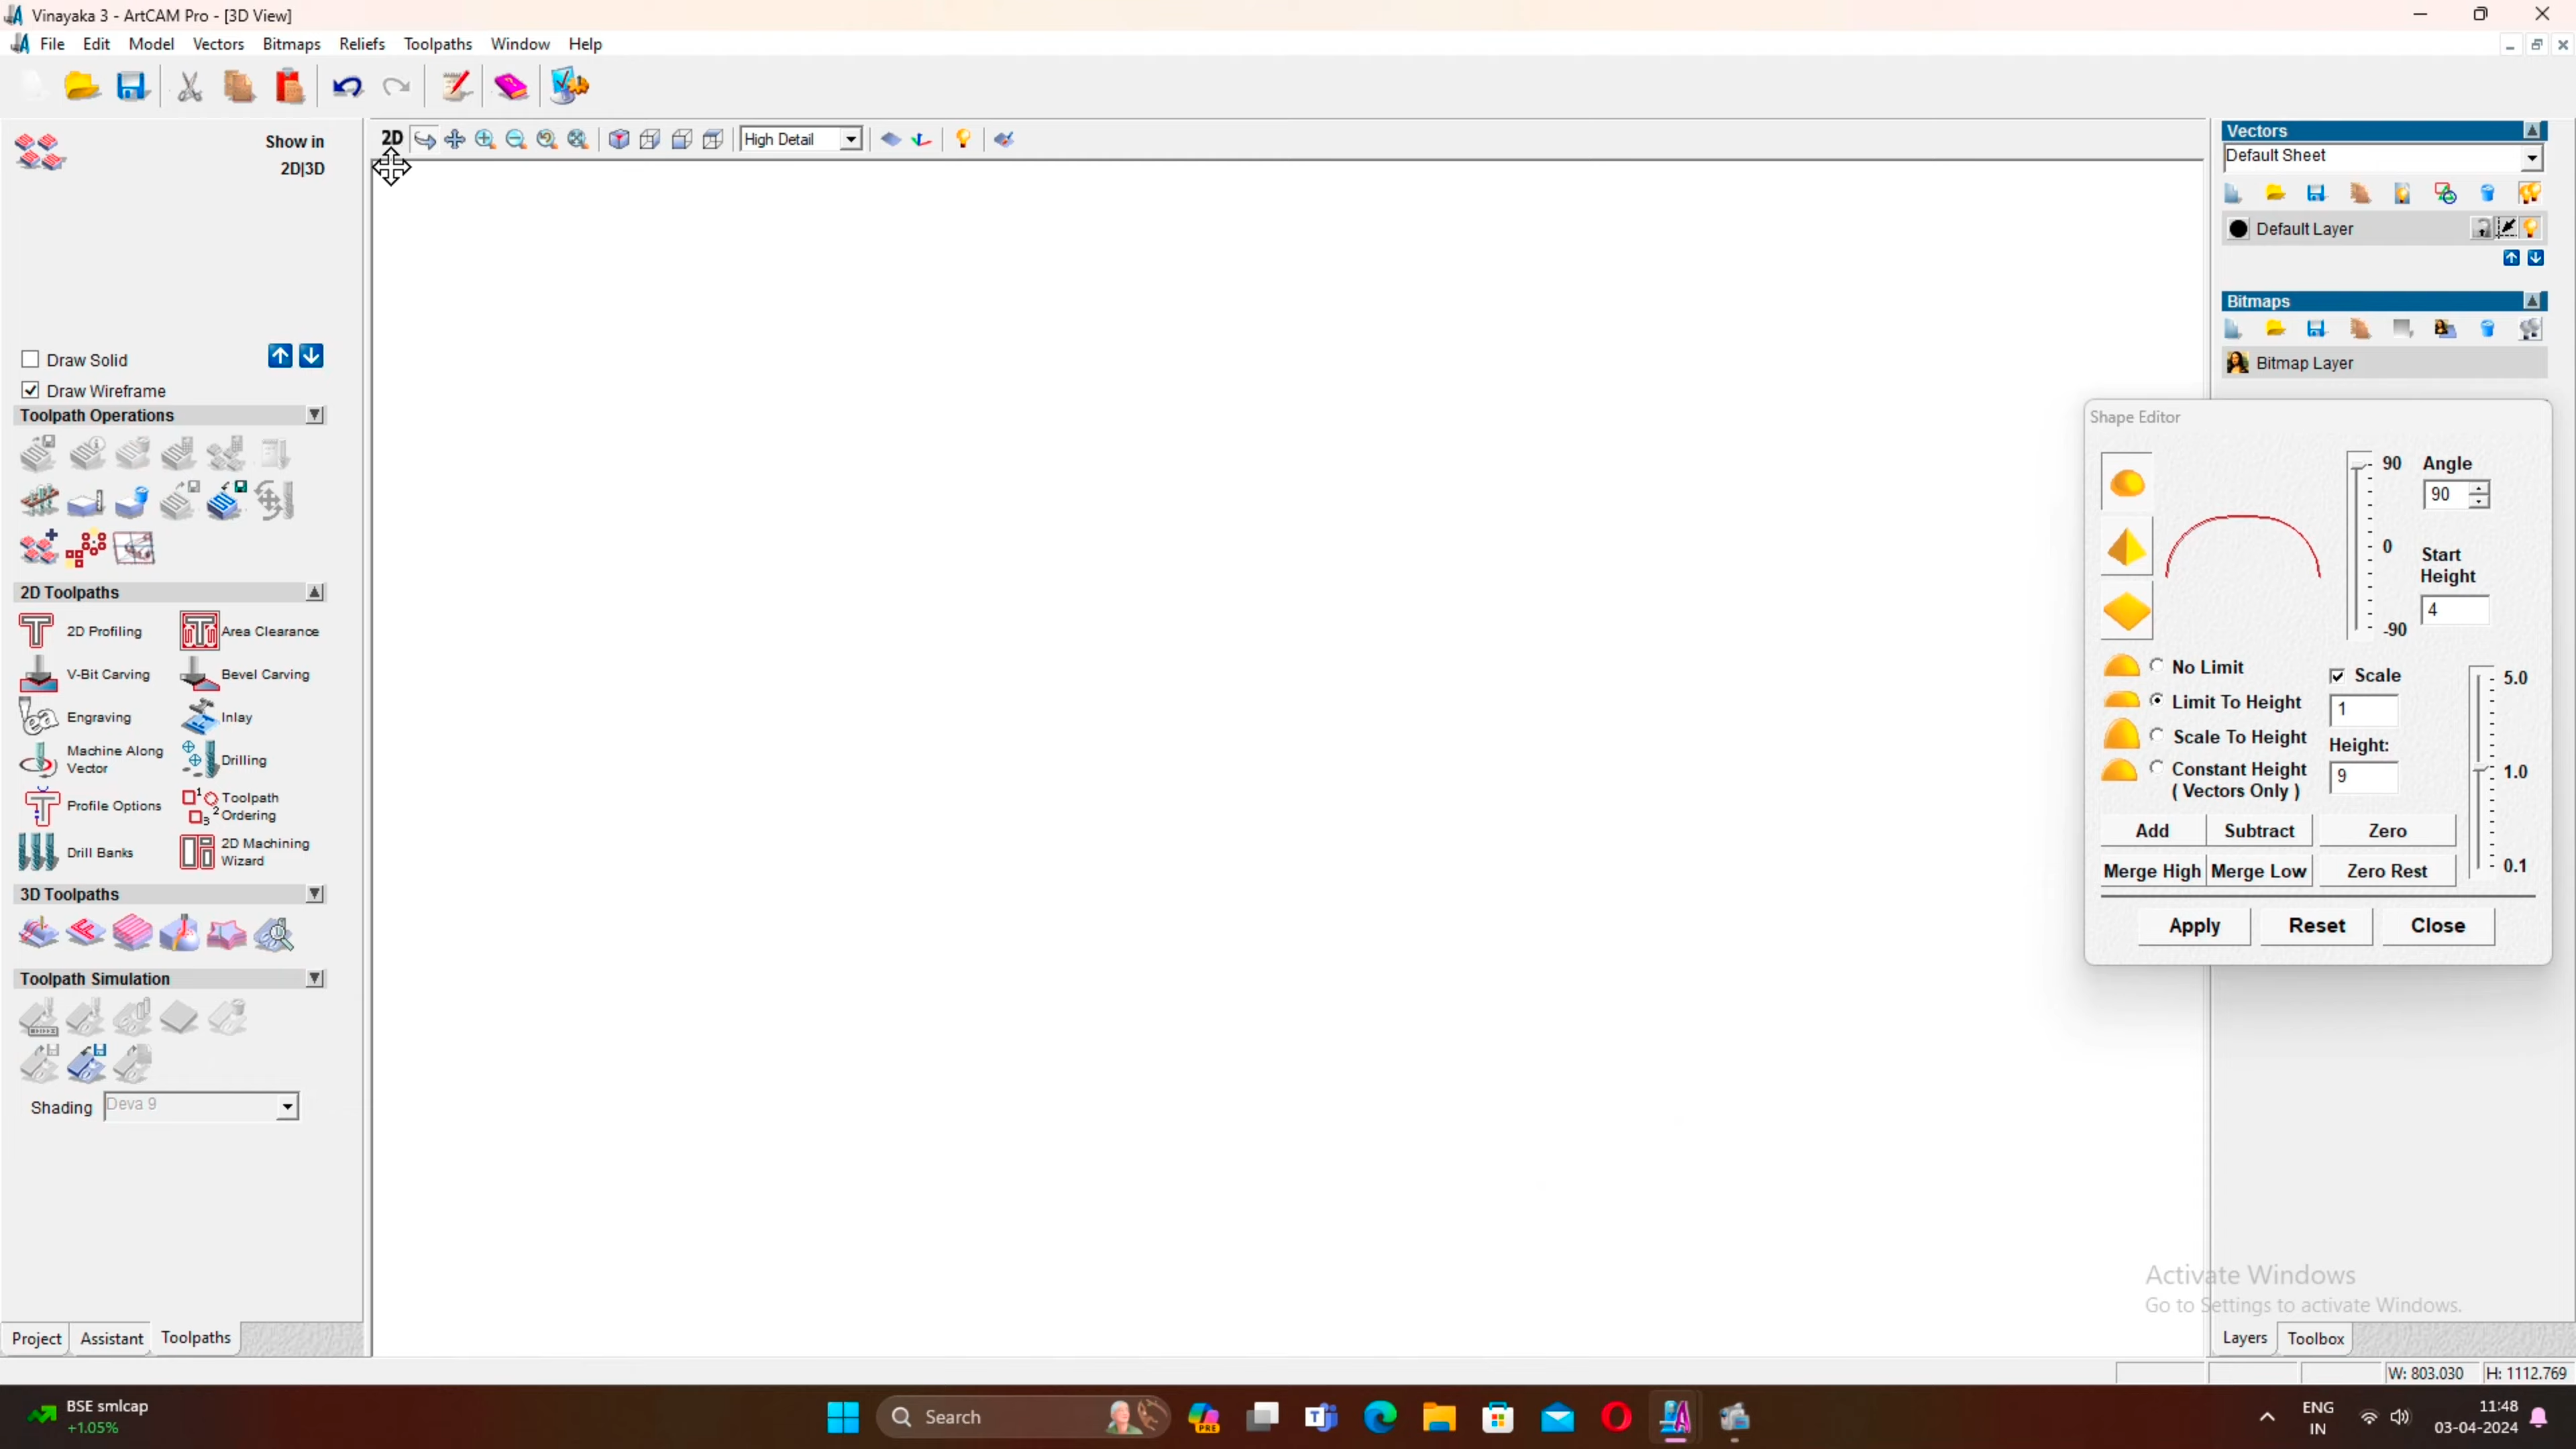 Vinayaka 3 - ArtCAM Pro - [3D View]
File Edit Model Vectors Bitmaps Reliefs Toolpaths Window Help
Show in
2D|3D
Draw Solid
Draw Wireframe
Toolpath Operations
2D Toolpaths
2D Profiling
Area Clearance
V-Bit Carving
Bevel Carving
Engraving
Inlay
Machine Along
Vector
Drilling
Profile Options
Toolpath
Ordering
Drill Banks
2D Machining
Wizard
3D Toolpaths
Toolpath Simulation
Shading Deva 9
Project Assistant Toolpaths
2D
High Detail
Vectors
Default Sheet
Default Layer
Bitmaps
Bitmap Layer
Shape Editor
90
0
-90
Angle
90
Start
Height
4
No Limit
Limit To Height
Scale To Height
Constant Height
( Vectors Only )
Scale
1
Height:
9
5.0
1.0
0.1
Add Subtract Zero
Merge High Merge Low Zero Rest
Apply Reset Close
Activate Windows
Go to Settings to activate Windows.
Layers Toolbox
W: 803.030 H: 1112.769
BSE smlcap
+1.05%
Search
PRE
ENG
IN
11:48
03-04-2024